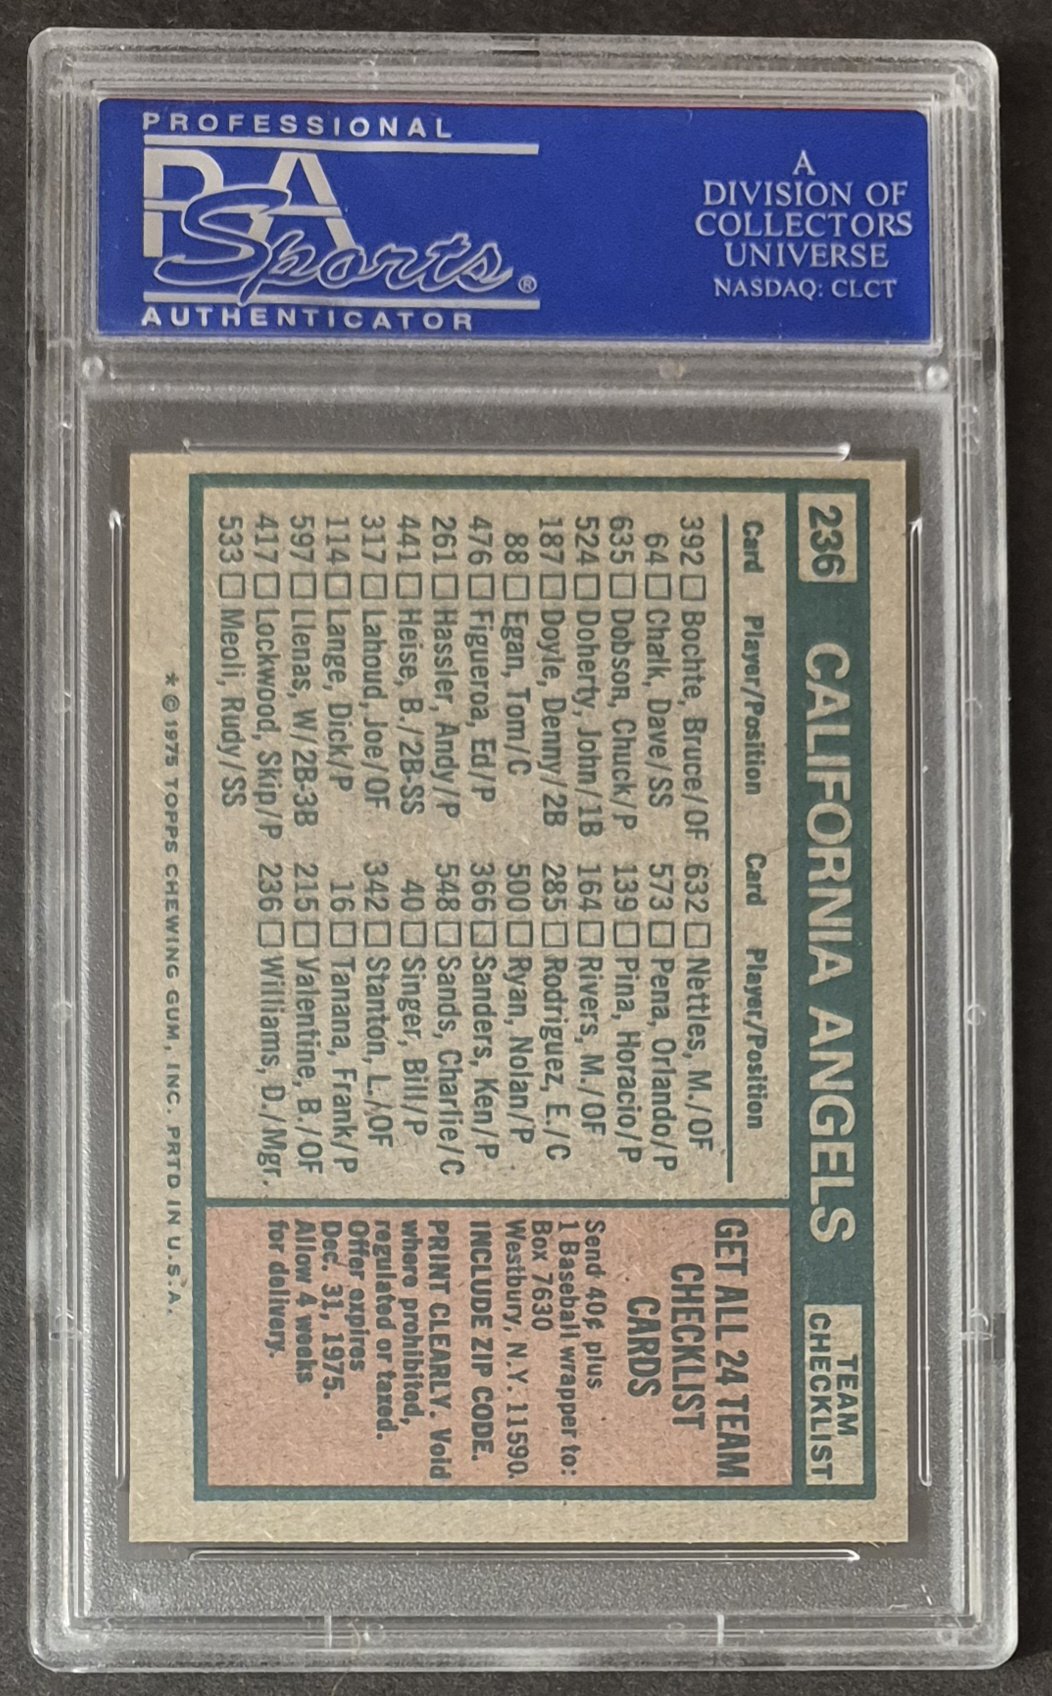 PROFESSIONAL
PSA
Sports®
AUTHENTICATOR
A
DIVISION OF
COLLECTORS
UNIVERSE
NASDAQ: CLCT
236 CALIFORNIA ANGELS TEAM
CHECKLIST
Card Player/Position Card Player/Position
392 □ Bochte, Bruce/OF 632 □ Nettles, M./OF
64 □ Chalk, Dave/SS 573 □ Pena, Orlando/P
635 □ Dobson, Chuck/P 139 □ Pina, Horacio/P
524 □ Doherty, John/1B 164 □ Rivers, M./OF
187 □ Doyle, Denny/2B 285 □ Rodriguez, E./C
88 □ Egan, Tom/C 500 □ Ryan, Nolan/P
476 □ Figueroa, Ed/P 366 □ Sanders, Ken/P
261 □ Hassler, Andy/P 548 □ Sands, Charlie/C
441 □ Heise, B./2B-SS 40 □ Singer, Bill/P
317 □ Lahoud, Joe/OF 342 □ Stanton, L./OF
114 □ Lange, Dick/P 16 □ Tanana, Frank/P
597 □ Llenas, W/2B-3B 215 □ Valentine, B./OF
417 □ Lockwood, Skip/P 236 □ Williams, D./Mgr.
533 □ Meoli, Rudy/SS
GET ALL 24 TEAM
CHECKLIST
CARDS
Send 40¢ plus
1 Baseball wrapper to:
Box 7630
Westbury, N.Y. 11590.
INCLUDE ZIP CODE.
PRINT CLEARLY. Void
where prohibited,
regulated or taxed.
Offer expires
Dec. 31, 1975.
Allow 4 weeks
for delivery.
* © 1975 TOPPS CHEWING GUM, INC. PRTD IN U.S.A.